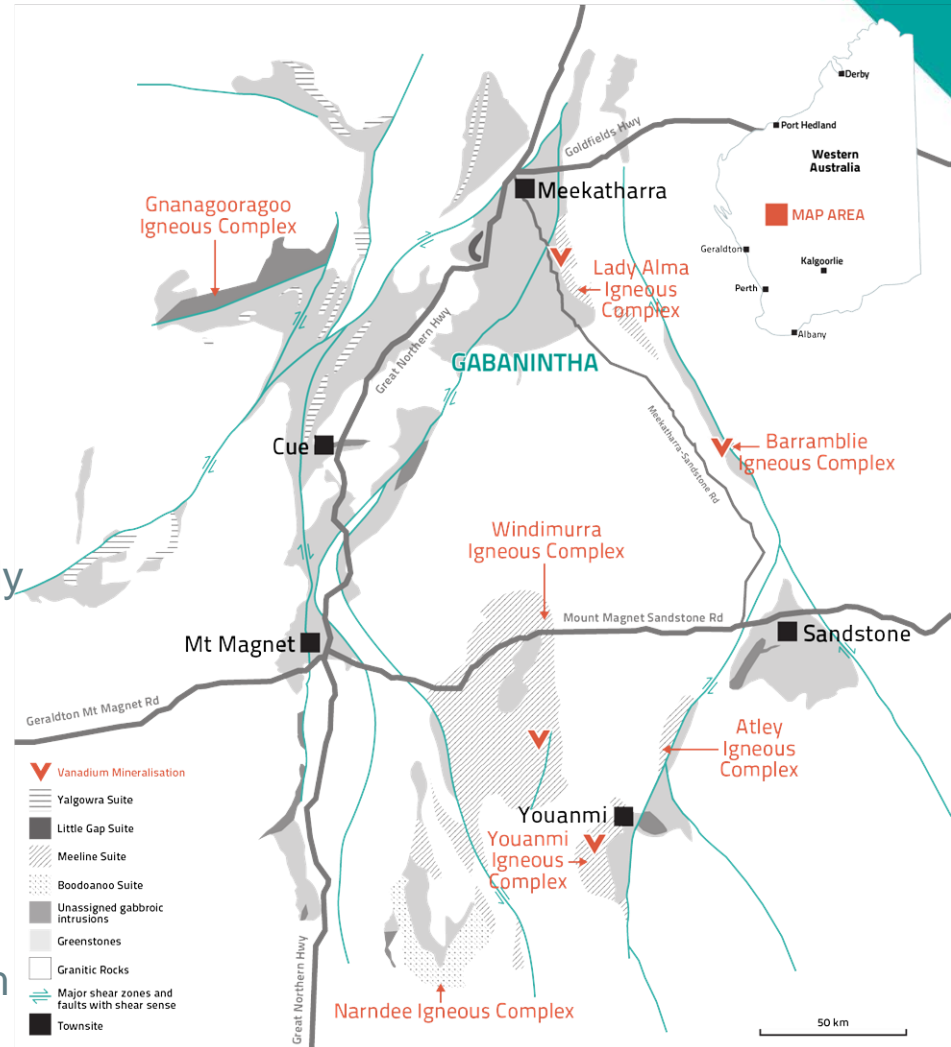 Derby
Port Hedland
Western
Australia
MAP AREA
Geraldton
Kalgoorlie
Perth
Albany
Goldfields Hwy
Meekatharra
Gnanagooragoo
Igneous Complex
Lady Alma
Igneous
Complex
Great Northern Hwy
GABANINTHA
Meekatharra-Sandstone Rd
Cue
Barramblie
Igneous Complex
Windimurra
Igneous Complex
y
Mount Magnet Sandstone Rd
Mt Magnet
Sandstone
Geraldton Mt Magnet Rd
Atley
Igneous
Complex
Youanmi
Youanmi
Igneous
Complex
Vanadium Mineralisation
Yalgowra Suite
Little Gap Suite
Meeline Suite
Boodoanoo Suite
Unassigned gabbroic
intrusions
Greenstones
Granitic Rocks
Major shear zones and
faults with shear sense
Townsite
n
Great Northern Hwy
Narndee Igneous Complex
50 km